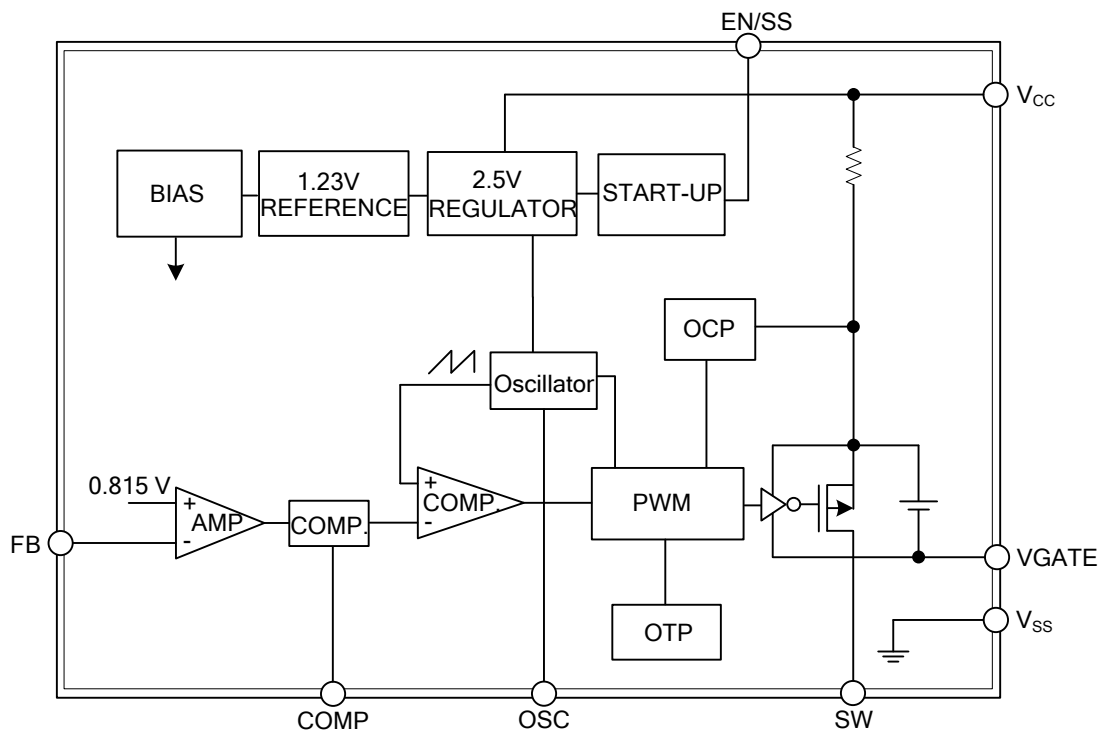 EN/SS
VCC
BIAS
1.23V
REFERENCE
2.5V
REGULATOR
START-UP
OCP
Oscillator
0.815 V
+
AMP
-
COMP.
+
COMP.
-
PWM
FB
VGATE
OTP
VSS
COMP
OSC
SW